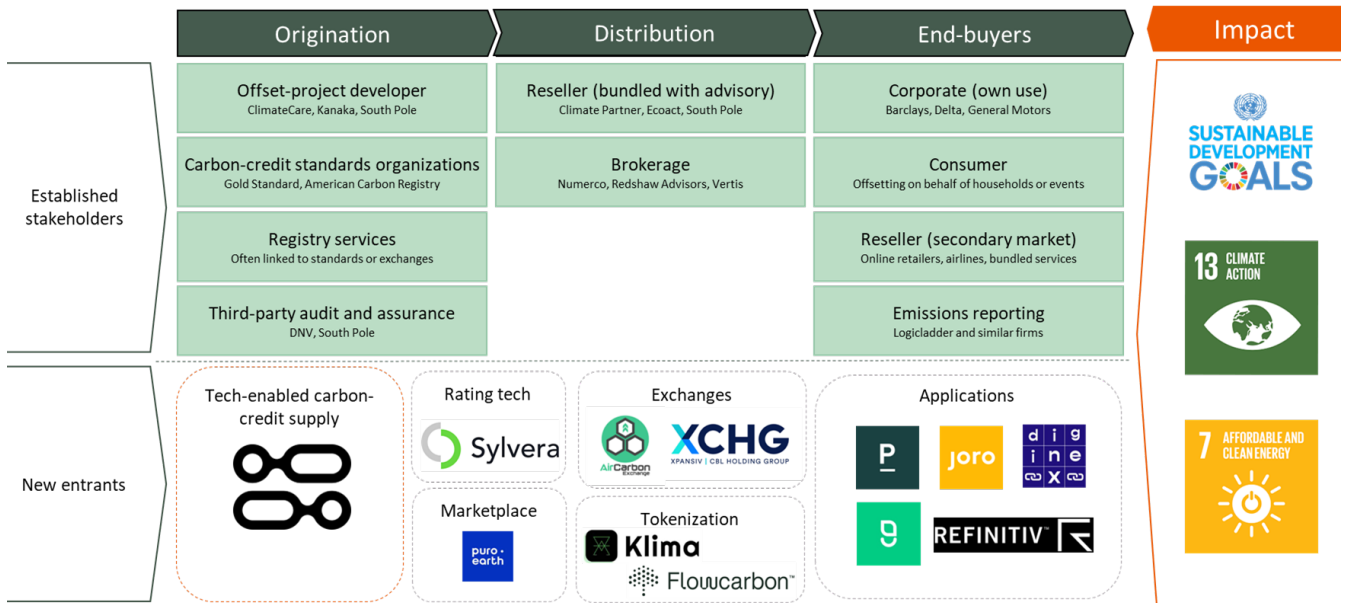 Origination
Distribution
End-buyers
Impact
Established
stakeholders
Offset-project developer
ClimateCare, Kanaka, South Pole
Reseller (bundled with advisory)
Climate Partner, Ecoact, South Pole
Corporate (own use)
Barclays, Delta, General Motors
Carbon-credit standards organizations
Gold Standard, American Carbon Registry
Brokerage
Numerco, Redshaw Advisors, Vertis
Consumer
Offsetting on behalf of households or events
Registry services
Often linked to standards or exchanges
Reseller (secondary market)
Online retailers, airlines, bundled services
Third-party audit and assurance
DNV, South Pole
Emissions reporting
Logicladder and similar firms
SUSTAINABLE
DEVELOPMENT
GOALS
13 CLIMATE
ACTION
7 AFFORDABLE AND
CLEAN ENERGY
New entrants
Tech-enabled carbon-
credit supply
Rating tech
Sylvera
Marketplace
puro·
earth
Exchanges
AirCarbon
Exchange
XCHG
XPANSIV | CBL HOLDING GROUP
Tokenization
Klima
Flowcarbon™
Applications
P
joro
d i g
i n e
x
g
REFINITIV™